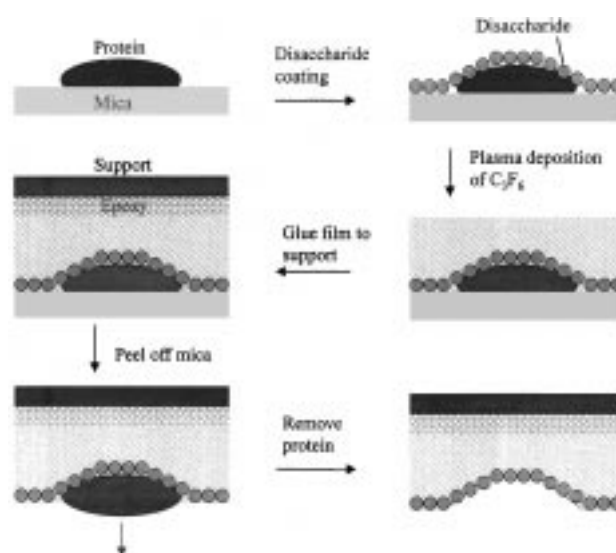 Protein
Mica
Disaccharide
coating
Disaccharide
Plasma deposition
of C₃F₆
Support
Epoxy
Glue film to
support
Peel off mica
Remove
protein